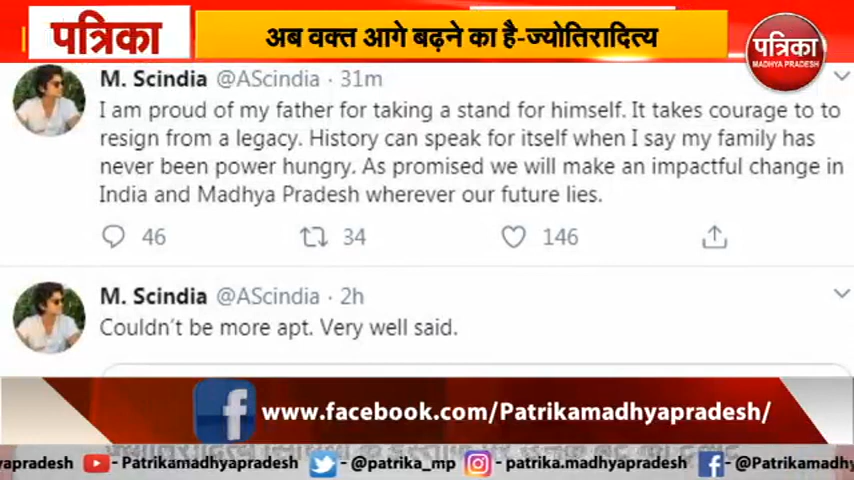 पत्रिका
अब वक्त आगे बढ़ने का है-ज्योतिरादित्य
पत्रिका
MADHYA PRADESH
M. Scindia @AScindia · 31m
I am proud of my father for taking a stand for himself. It takes courage to to
resign from a legacy. History can speak for itself when I say my family has
never been power hungry. As promised we will make an impactful change in
India and Madhya Pradesh wherever our future lies.
46 34 146
M. Scindia @AScindia · 2h
Couldn't be more apt. Very well said.
f www.facebook.com/Patrikamadhyapradesh/
yapradesh - Patrikamadhyapradesh - @patrika_mp - patrika.madhyapradesh f - @Patrikamadhya